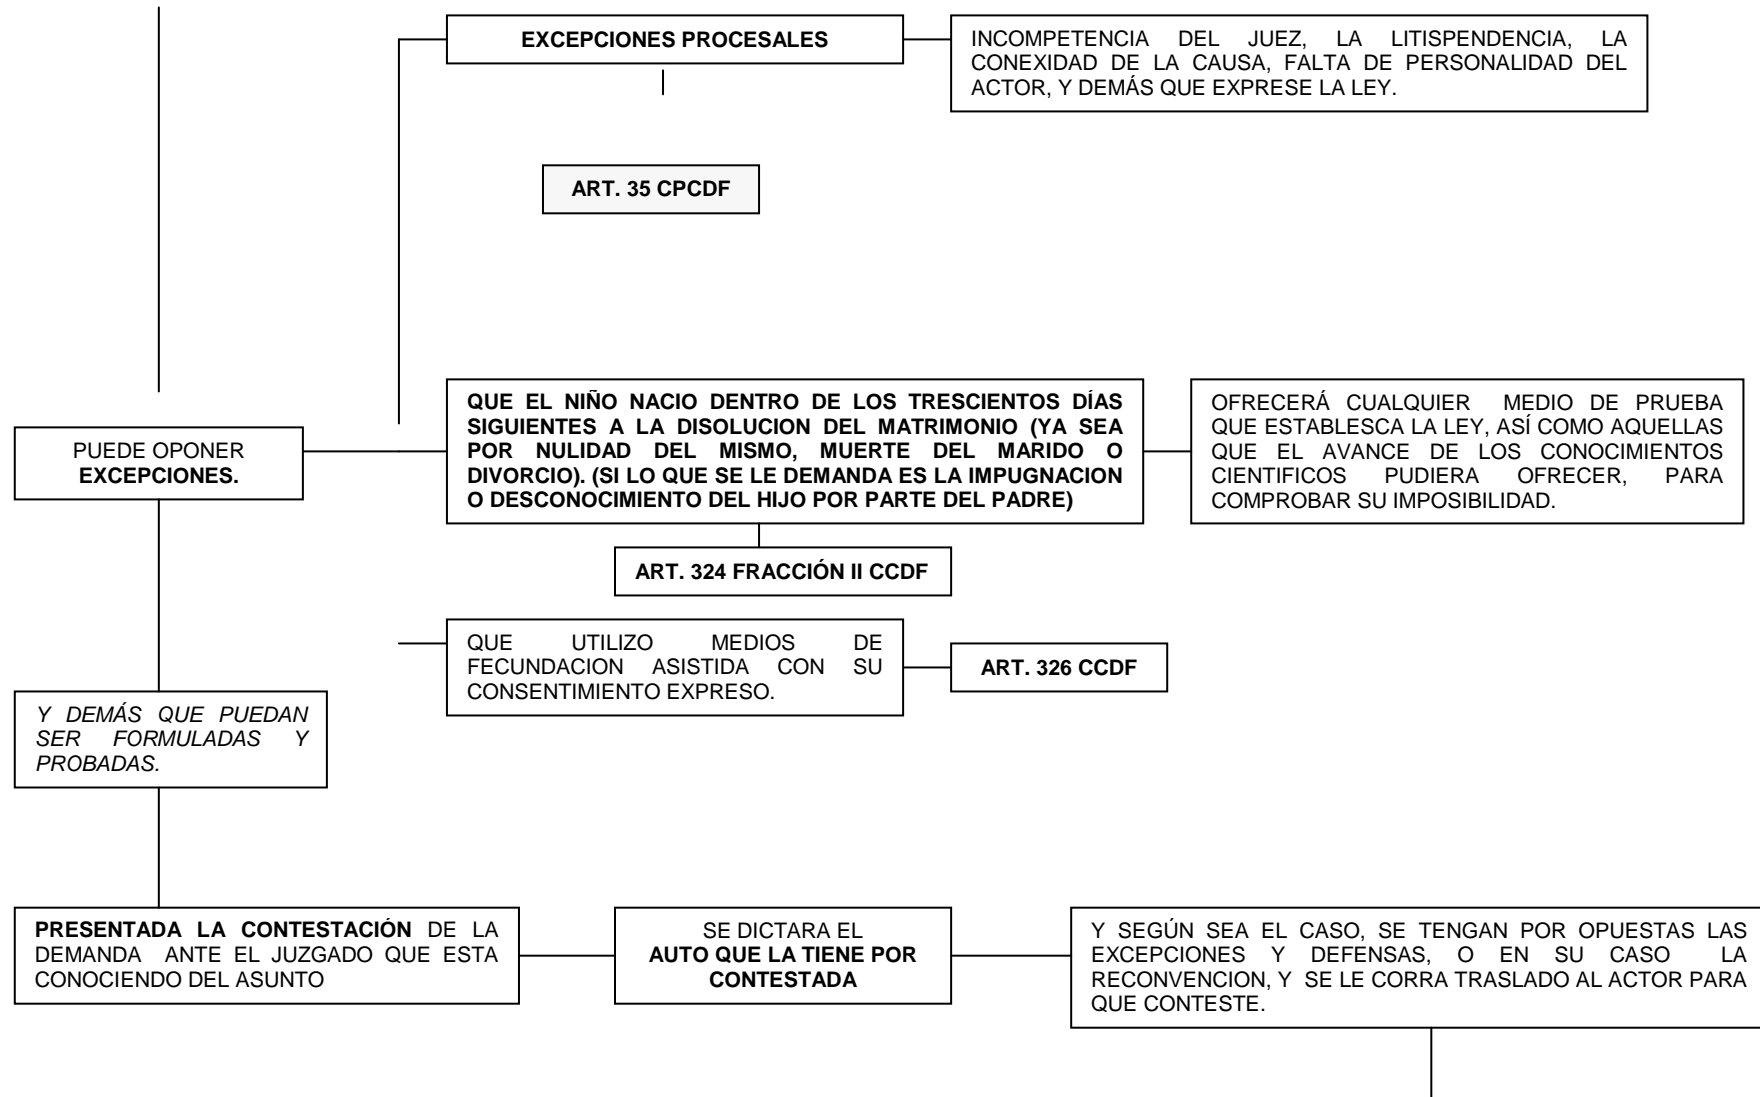 EXCEPCIONES PROCESALES
INCOMPETENCIA DEL JUEZ, LA LITISPENDENCIA, LA
CONEXIDAD DE LA CAUSA, FALTA DE PERSONALIDAD DEL
ACTOR, Y DEMÁS QUE EXPRESE LA LEY.
ART. 35 CPCDF
PUEDE OPONER
EXCEPCIONES.
QUE EL NIÑO NACIO DENTRO DE LOS TRESCIENTOS DÍAS
SIGUIENTES A LA DISOLUCION DEL MATRIMONIO (YA SEA
POR NULIDAD DEL MISMO, MUERTE DEL MARIDO O
DIVORCIO). (SI LO QUE SE LE DEMANDA ES LA IMPUGNACION
O DESCONOCIMIENTO DEL HIJO POR PARTE DEL PADRE)
OFRECERÁ CUALQUIER MEDIO DE PRUEBA
QUE ESTABLESCA LA LEY, ASÍ COMO AQUELLAS
QUE EL AVANCE DE LOS CONOCIMIENTOS
CIENTIFICOS PUDIERA OFRECER, PARA
COMPROBAR SU IMPOSIBILIDAD.
ART. 324 FRACCIÓN II CCDF
QUE UTILIZO MEDIOS DE
FECUNDACION ASISTIDA CON SU
CONSENTIMIENTO EXPRESO.
ART. 326 CCDF
Y DEMÁS QUE PUEDAN
SER FORMULADAS Y
PROBADAS.
PRESENTADA LA CONTESTACIÓN DE LA
DEMANDA ANTE EL JUZGADO QUE ESTA
CONOCIENDO DEL ASUNTO
SE DICTARA EL
AUTO QUE LA TIENE POR
CONTESTADA
Y SEGÚN SEA EL CASO, SE TENGAN POR OPUESTAS LAS
EXCEPCIONES Y DEFENSAS, O EN SU CASO LA
RECONVENCION, Y SE LE CORRA TRASLADO AL ACTOR PARA
QUE CONTESTE.